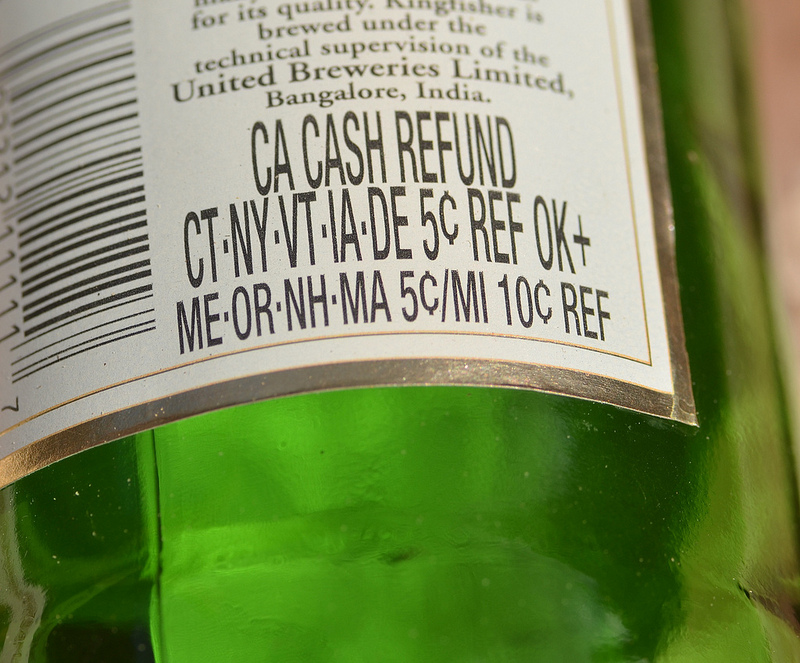 for its quality. Kingfisher is
brewed under the
technical supervision of the
United Breweries Limited,
Bangalore, India.
CA CASH REFUND
CT·NY·VT·IA·DE 5¢ REF OK+
ME·OR·NH·MA 5¢/MI 10¢ REF